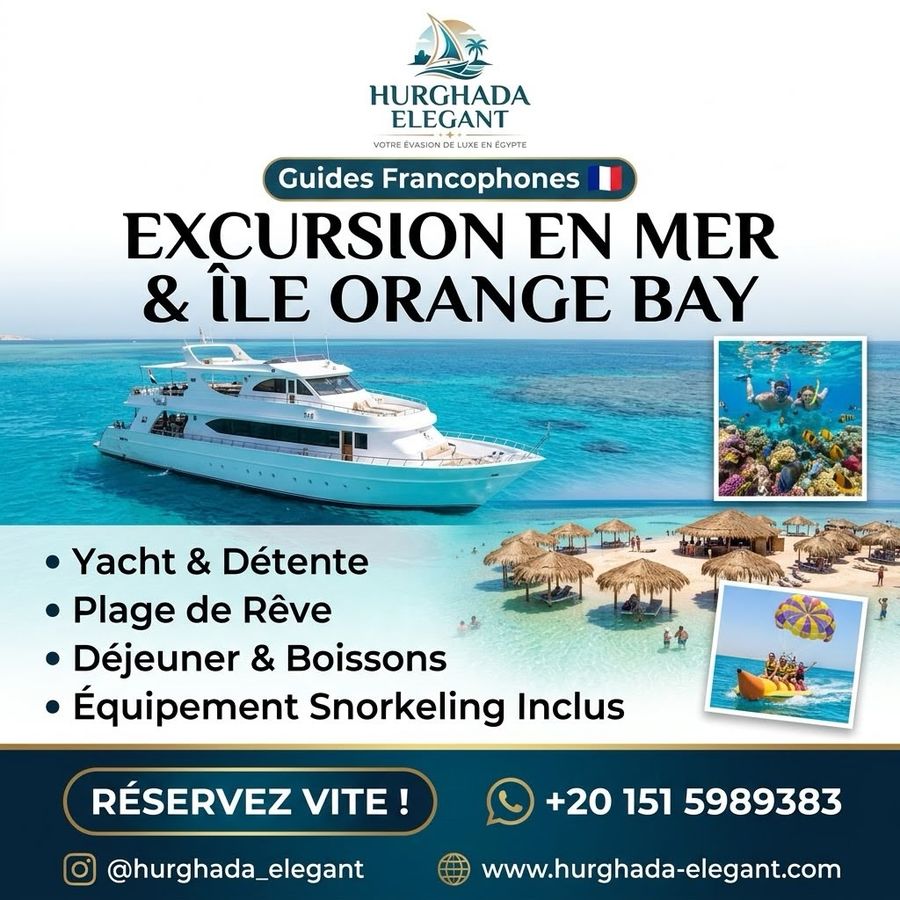 HURGHADA
ELEGANT
VOTRE ÉVASION DE LUXE EN ÉGYPTE
Guides Francophones
EXCURSION EN MER
& ÎLE ORANGE BAY
• Yacht & Détente
• Plage de Rêve
• Déjeuner & Boissons
• Équipement Snorkeling Inclus
RÉSERVEZ VITE !
+20 151 5989383
@hurghada_elegant
www.hurghada-elegant.com